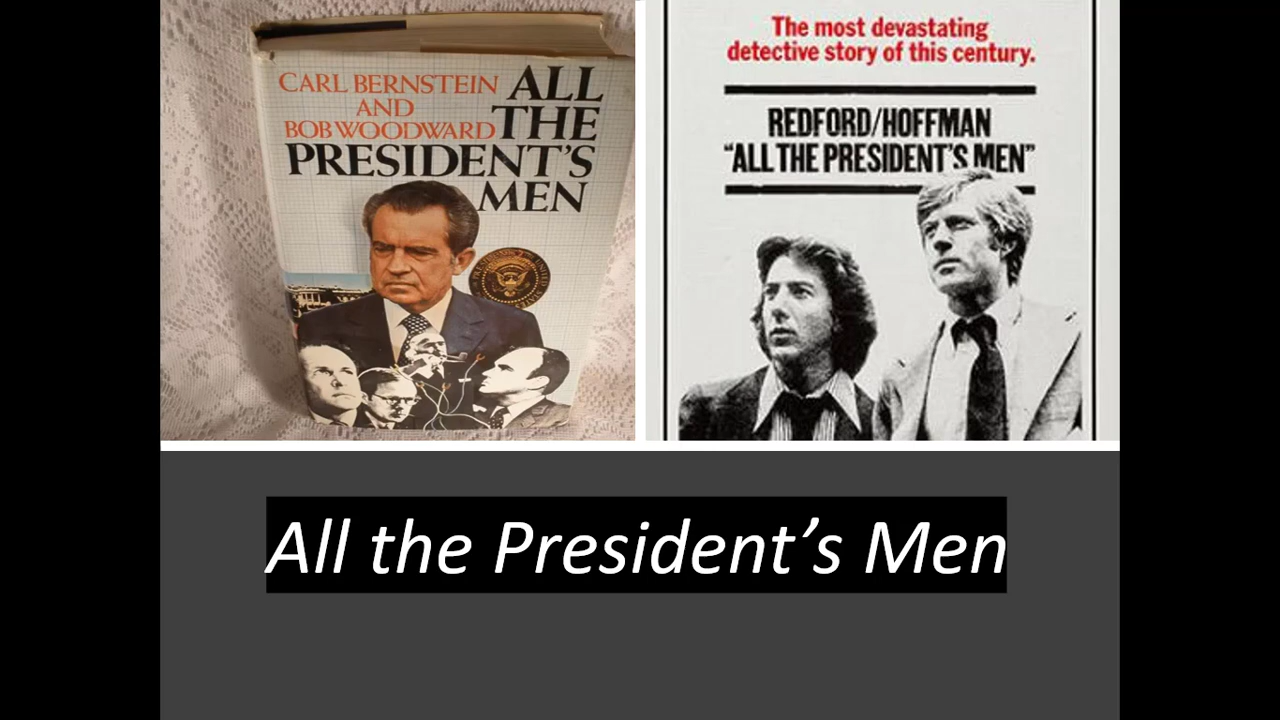 CARL BERNSTEIN
AND
BOB WOODWARD
ALL
THE
PRESIDENT'S
MEN
The most devastating
detective story of this century.
REDFORD/HOFFMAN
"ALL THE PRESIDENT'S MEN"
All the President’s Men